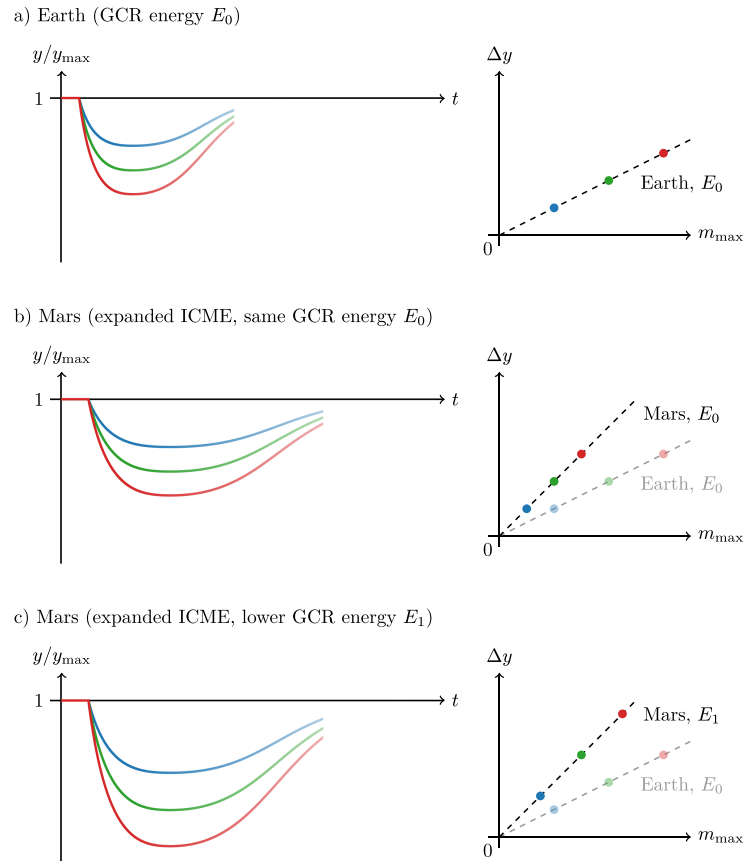 a) Earth (GCR energy E0)
y/ymax
1
t
Δy
Earth, E0
0
mmax
b) Mars (expanded ICME, same GCR energy E0)
y/ymax
1
t
Δy
Mars, E0
Earth, E0
0
mmax
c) Mars (expanded ICME, lower GCR energy E1)
y/ymax
1
t
Δy
Mars, E1
Earth, E0
0
mmax